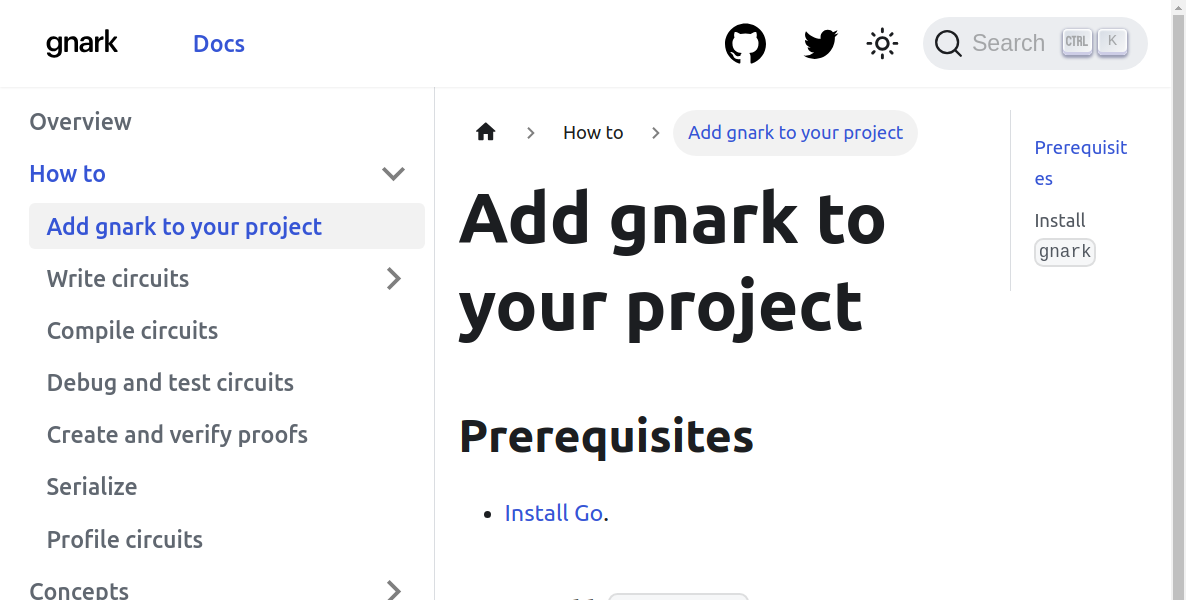 gnark
Docs
Search CTRL K
Overview
How to
Add gnark to your project
Write circuits
Compile circuits
Debug and test circuits
Create and verify proofs
Serialize
Profile circuits
Concepts
How to
Add gnark to your project
Add gnark to
your project
Prerequisites
Install Go.
Prerequisit
es
Install
gnark